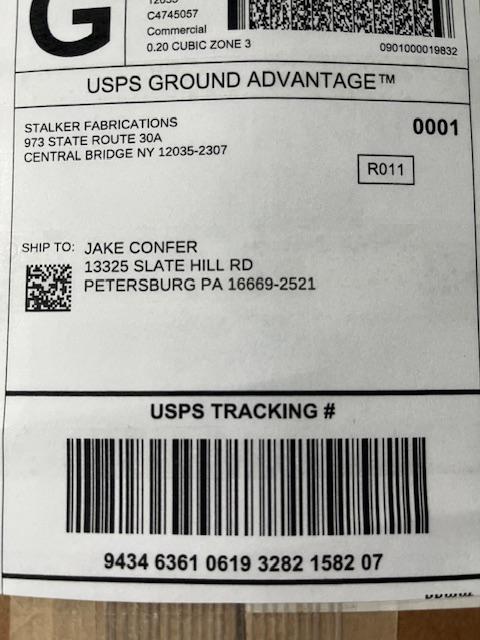 G
12035
C4745057
Commercial
0.20 CUBIC ZONE 3
0901000019832
USPS GROUND ADVANTAGE™
STALKER FABRICATIONS
973 STATE ROUTE 30A
CENTRAL BRIDGE NY 12035-2307
0001
R011
SHIP TO:
JAKE CONFER
13325 SLATE HILL RD
PETERSBURG PA 16669-2521
USPS TRACKING #
9434 6361 0619 3282 1582 07